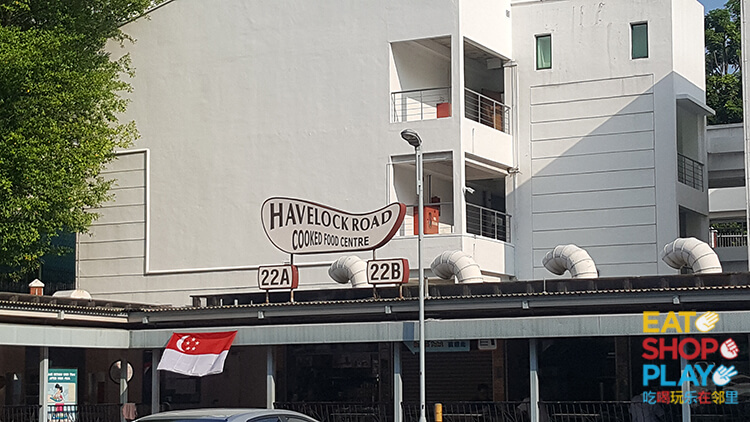 HAVELOCK ROAD
COOKED FOOD CENTRE
22A
22B
EAT
SHOP
PLAY
吃喝玩乐在邻里